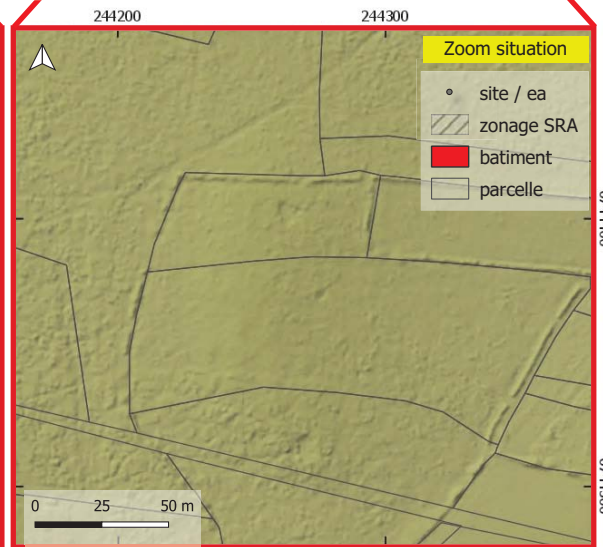 244200 244300
Zoom situation
site / ea
zonage SRA
batiment
parcelle
0 25 50 m